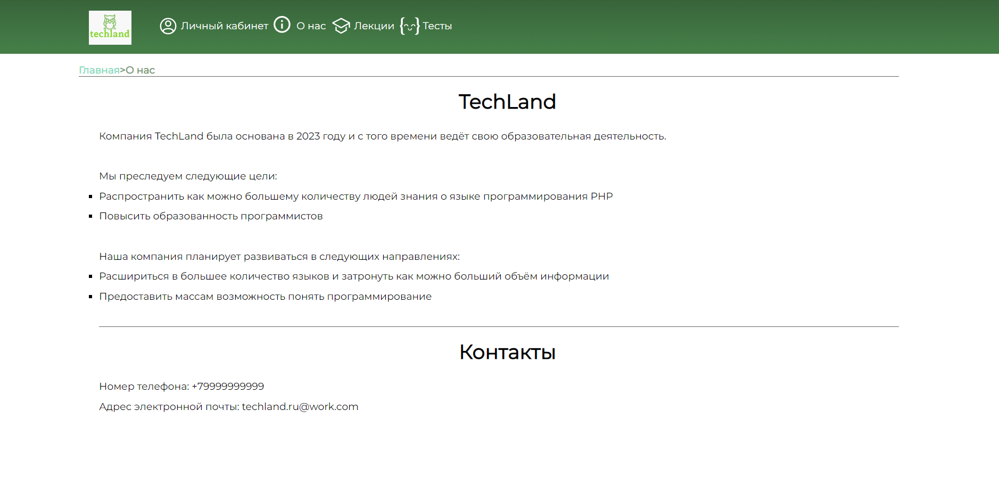 techland
Личный кабинет О нас Лекции Тесты
Главная>О нас
TechLand
Компания TechLand была основана в 2023 году и с того времени ведёт свою образовательная деятельность.
Мы преследуем следующие цели:
Распространить как можно большему количеству людей знания о языке программирования PHP
Повысить образованность программистов
Наша компания планирует развиваться в следующих направлениях:
Расшириться в большее количество языков и затронуть как можно больший объём информации
Предоставить массам возможность понять программирование
Контакты
Номер телефона: +79999999999
Адрес электронной почты: techland.ru@work.com